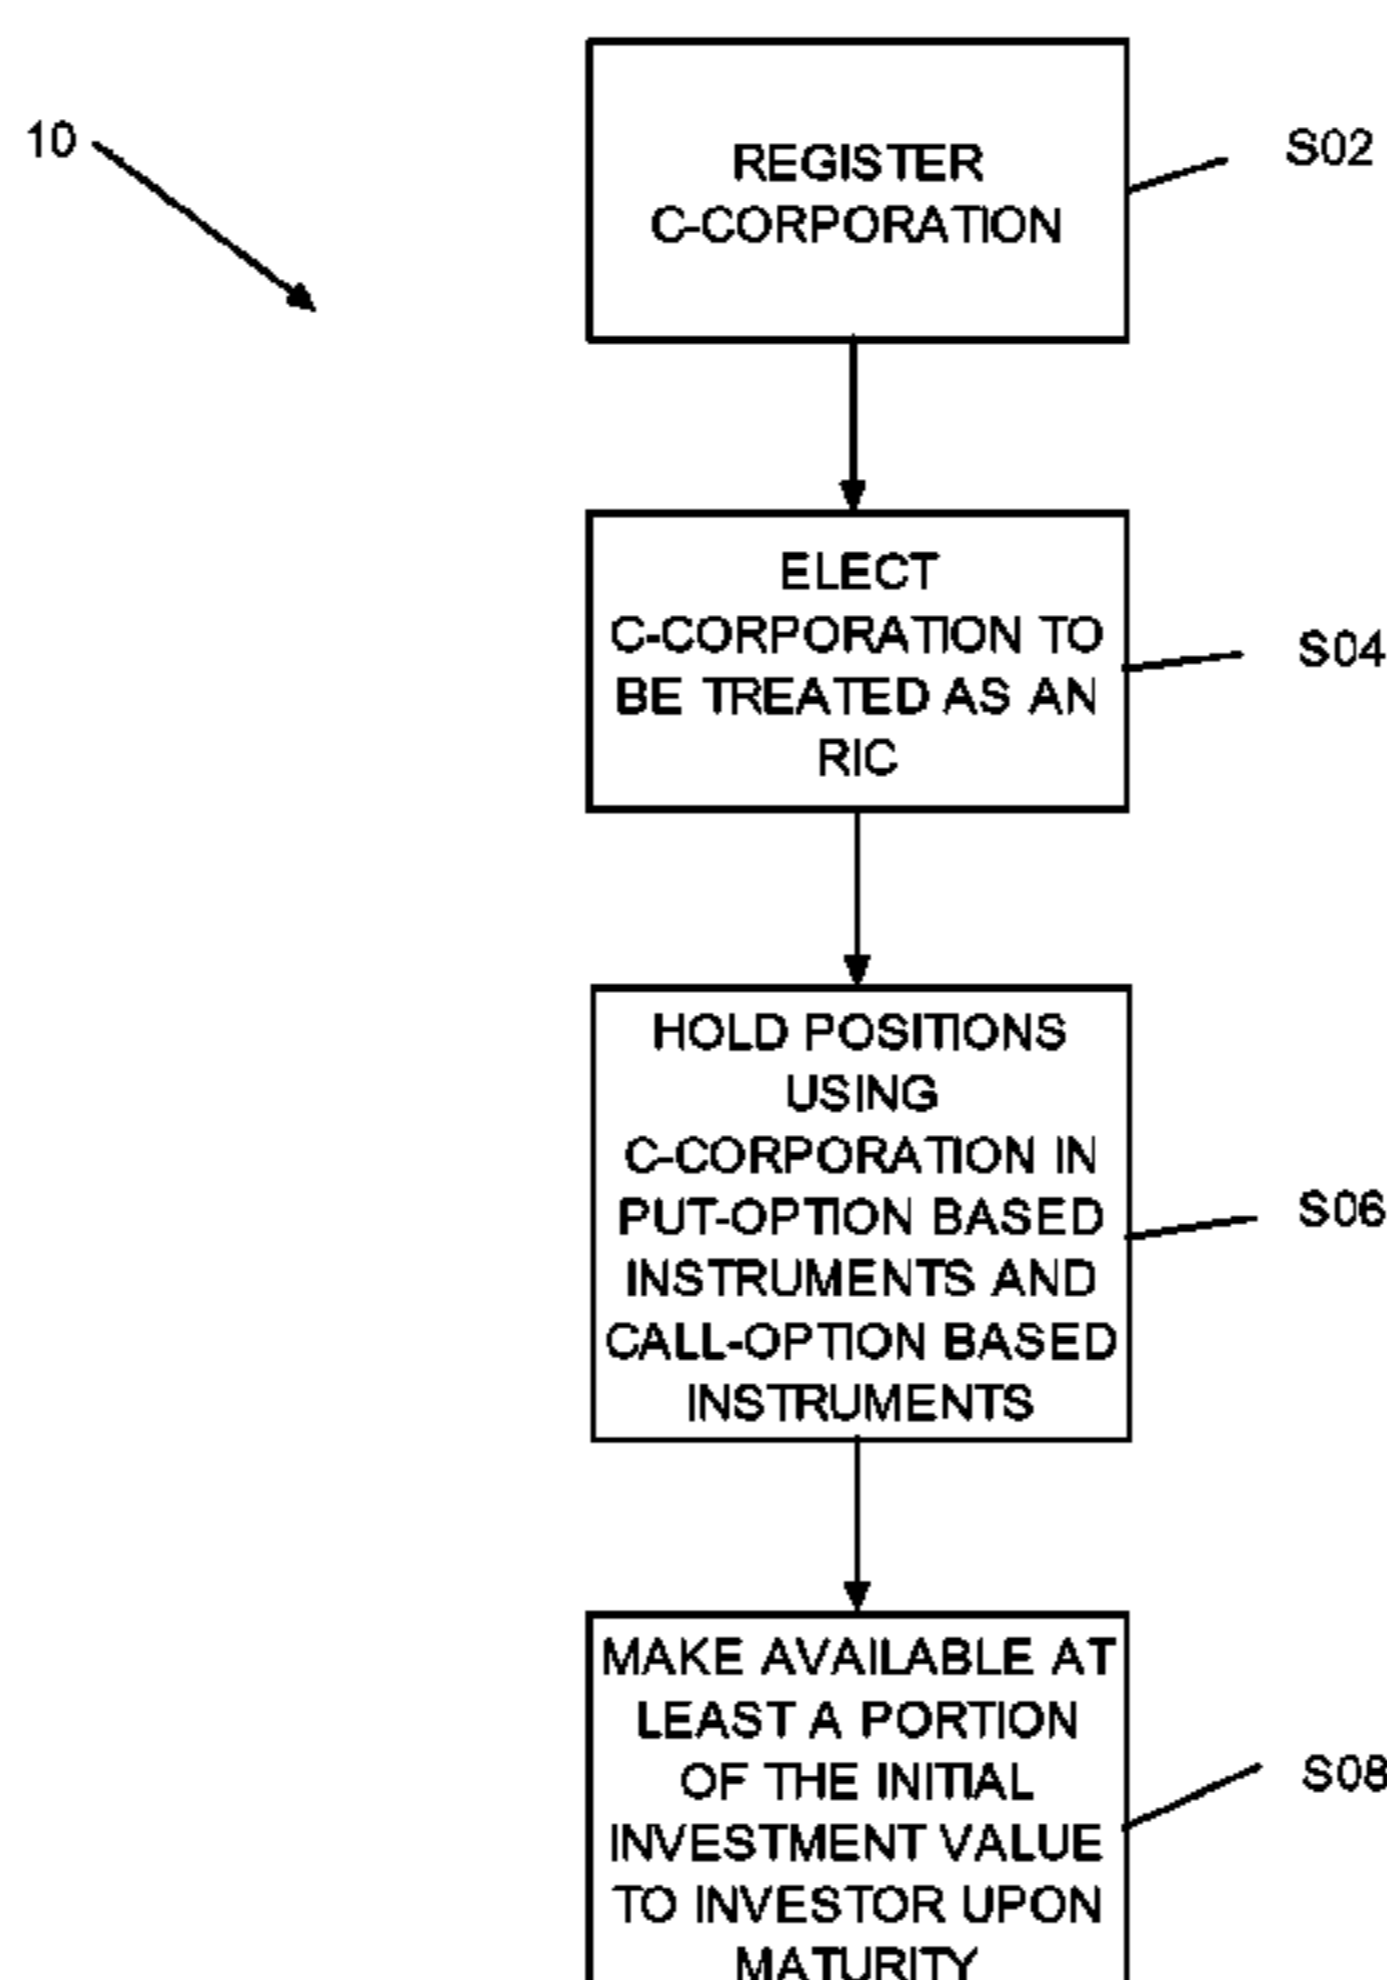 10
REGISTER
C-CORPORATION
S02
ELECT
C-CORPORATION TO
BE TREATED AS AN
RIC
S04
HOLD POSITIONS
USING
C-CORPORATION IN
PUT-OPTION BASED
INSTRUMENTS AND
CALL-OPTION BASED
INSTRUMENTS
S06
MAKE AVAILABLE AT
LEAST A PORTION
OF THE INITIAL
INVESTMENT VALUE
TO INVESTOR UPON
MATURITY
S08